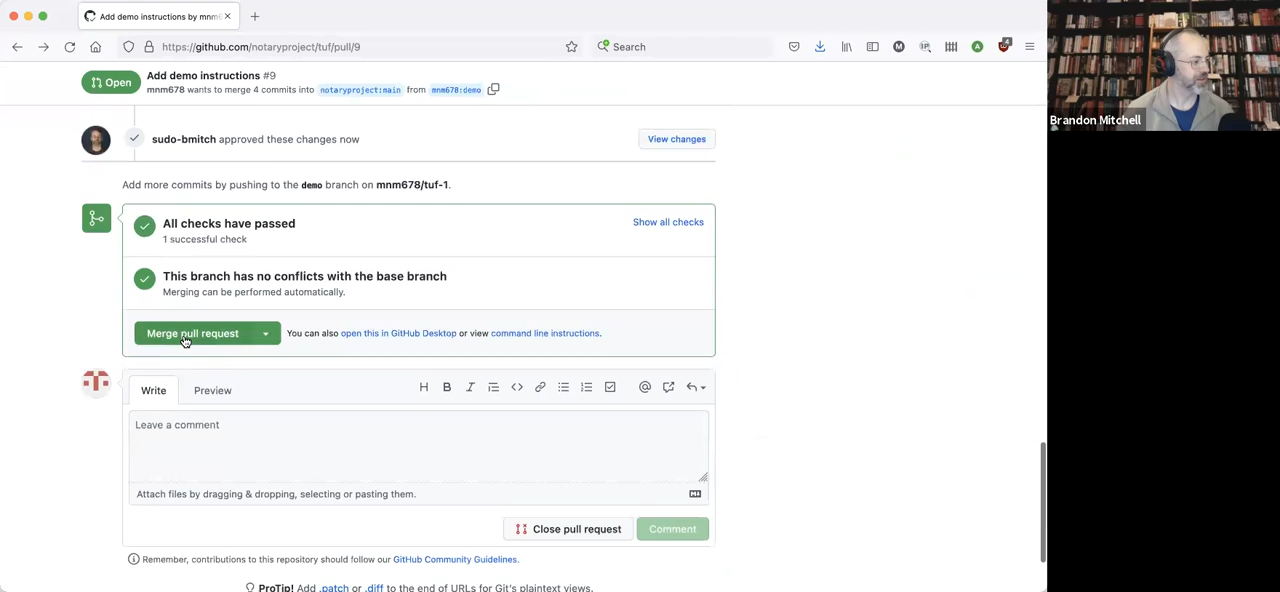 Add demo instructions by mnm6
https://github.com/notaryproject/tuf/pull/9
Search
4
Open
Add demo instructions #9
mnm678 wants to merge 4 commits into notaryproject:main from mnm678:demo
Brandon Mitchell
sudo-bmitch approved these changes now
View changes
Add more commits by pushing to the demo branch on mnm678/tuf-1.
All checks have passed
Show all checks
1 successful check
This branch has no conflicts with the base branch
Merging can be performed automatically.
Merge pull request
You can also open this in GitHub Desktop or view command line instructions.
Write
Preview
Leave a comment
Attach files by dragging & dropping, selecting or pasting them.
Close pull request
Comment
Remember, contributions to this repository should follow our GitHub Community Guidelines.
ProTip! Add .patch or .diff to the end of URLs for Git's plaintext views.